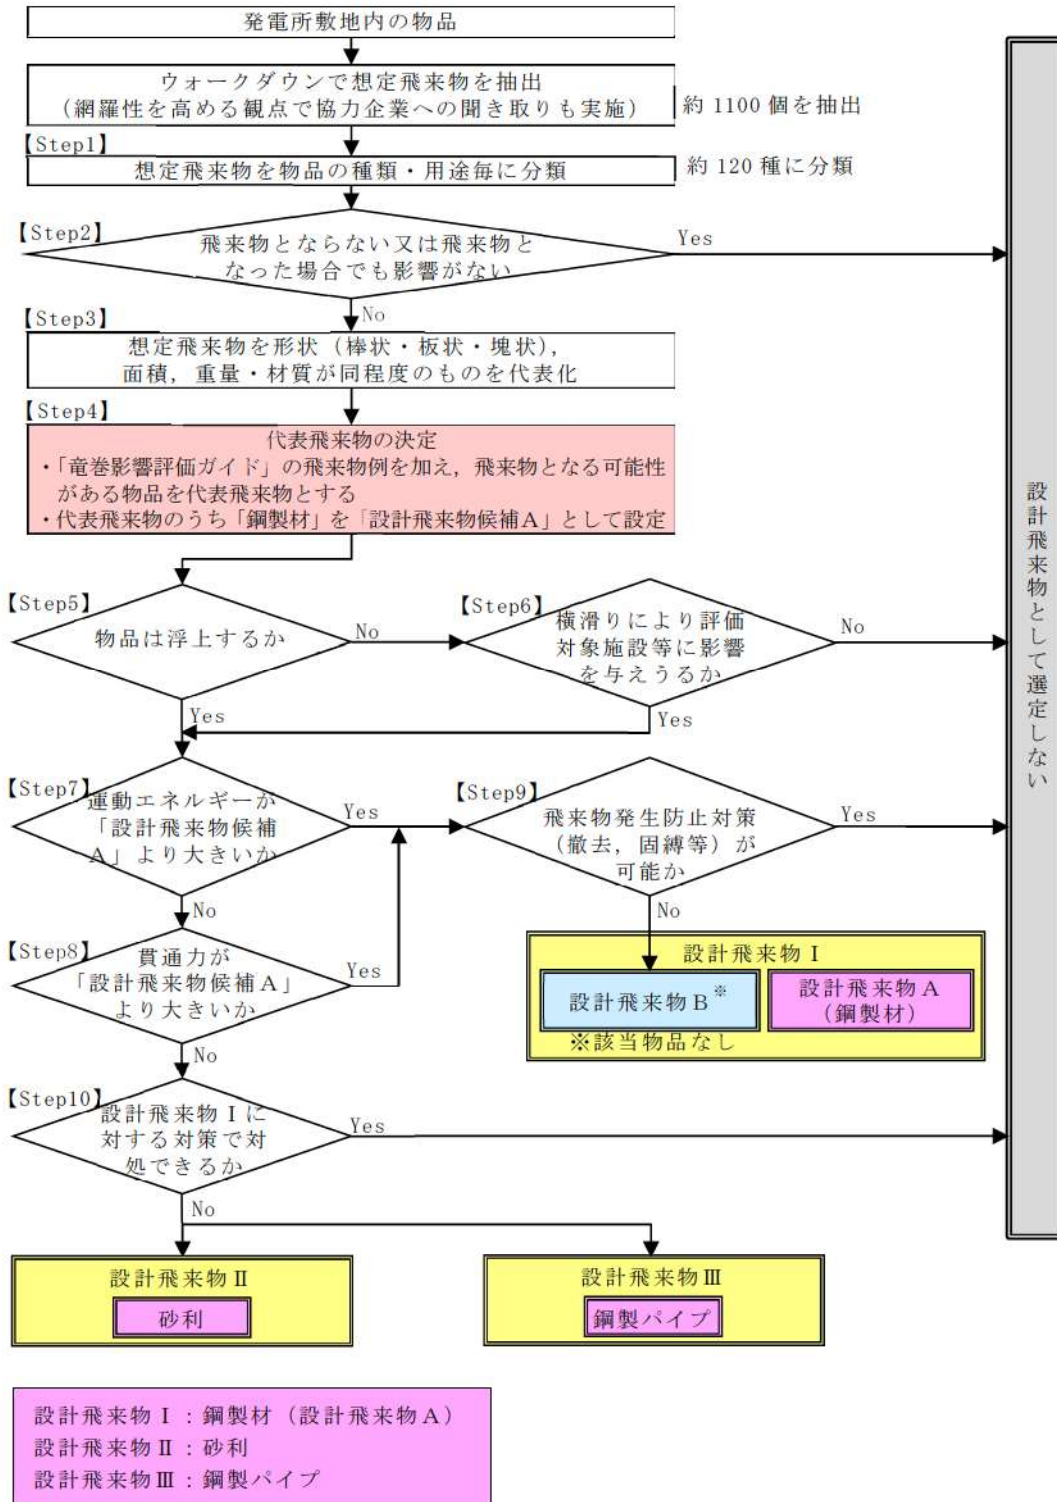 発電所敷地内の物品
ウォークダウンで想定飛来物を抽出
（網羅性を高める観点で協力企業への聞き取りも実施）
約 1100 個を抽出
【Step1】
想定飛来物を物品の種類・用途毎に分類
約 120 種に分類
【Step2】
飛来物とならない又は飛来物と
なった場合でも影響がない
Yes
No
【Step3】
想定飛来物を形状（棒状・板状・塊状），
面積，重量・材質が同程度のものを代表化
【Step4】
代表飛来物の決定
・「竜巻影響評価ガイド」の飛来物例を加え，飛来物となる可能性
がある物品を代表飛来物とする
・代表飛来物のうち「鋼製材」を「設計飛来物候補Ａ」として設定
【Step5】
物品は浮上するか
No
Yes
【Step6】
横滑りにより評価
対象施設等に影響
を与えうるか
No
Yes
【Step7】
運動エネルギーが
「設計飛来物候補
Ａ」より大きいか
Yes
No
【Step9】
飛来物発生防止対策
（撤去，固縛等）が
可能か
Yes
No
【Step8】
貫通力が
「設計飛来物候補Ａ」
より大きいか
Yes
No
設計飛来物Ⅰ
設計飛来物Ｂ※
設計飛来物Ａ
（鋼製材）
※該当物品なし
【Step10】
設計飛来物Ⅰに
対する対策で対
処できるか
Yes
No
設計飛来物Ⅱ
砂利
設計飛来物Ⅲ
鋼製パイプ
設計飛来物として選定しない
設計飛来物Ⅰ：鋼製材（設計飛来物Ａ）
設計飛来物Ⅱ：砂利
設計飛来物Ⅲ：鋼製パイプ